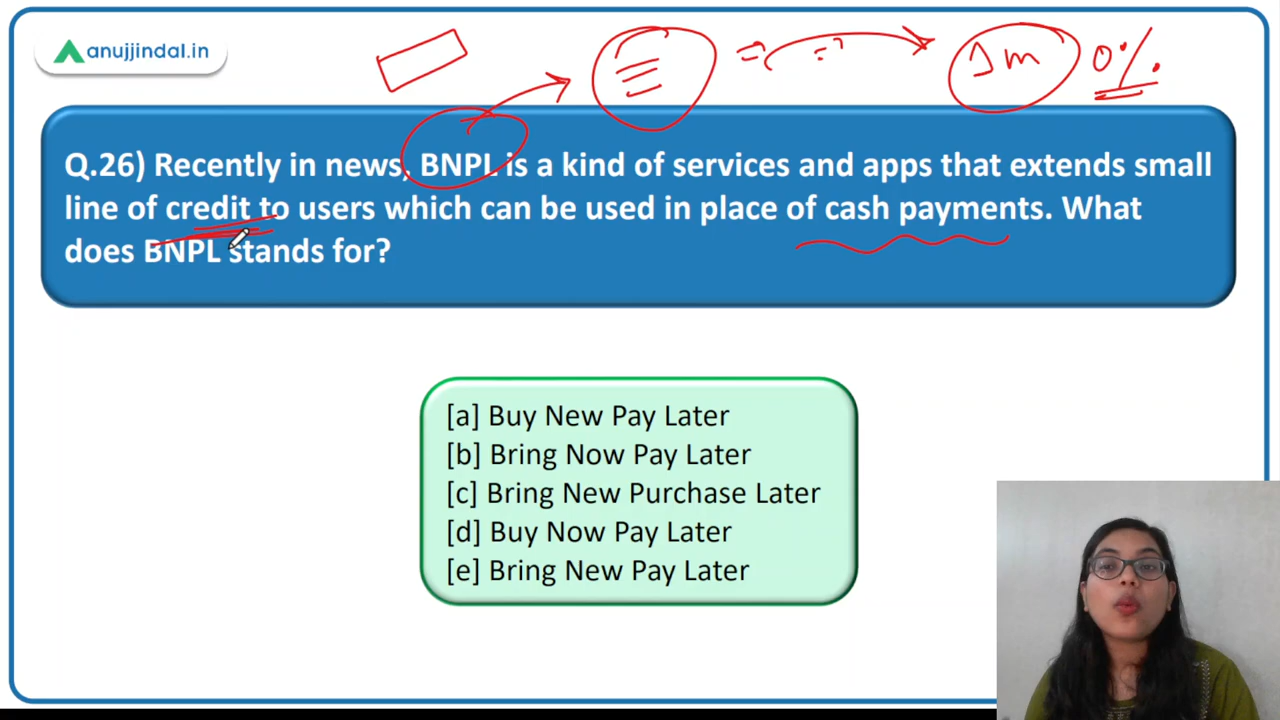 anujjindal.in
1 m 0%
Q.26) Recently in news, BNPL is a kind of services and apps that extends small
line of credit to users which can be used in place of cash payments. What
does BNPL stands for?
[a] Buy New Pay Later
[b] Bring Now Pay Later
[c] Bring New Purchase Later
[d] Buy Now Pay Later
[e] Bring New Pay Later